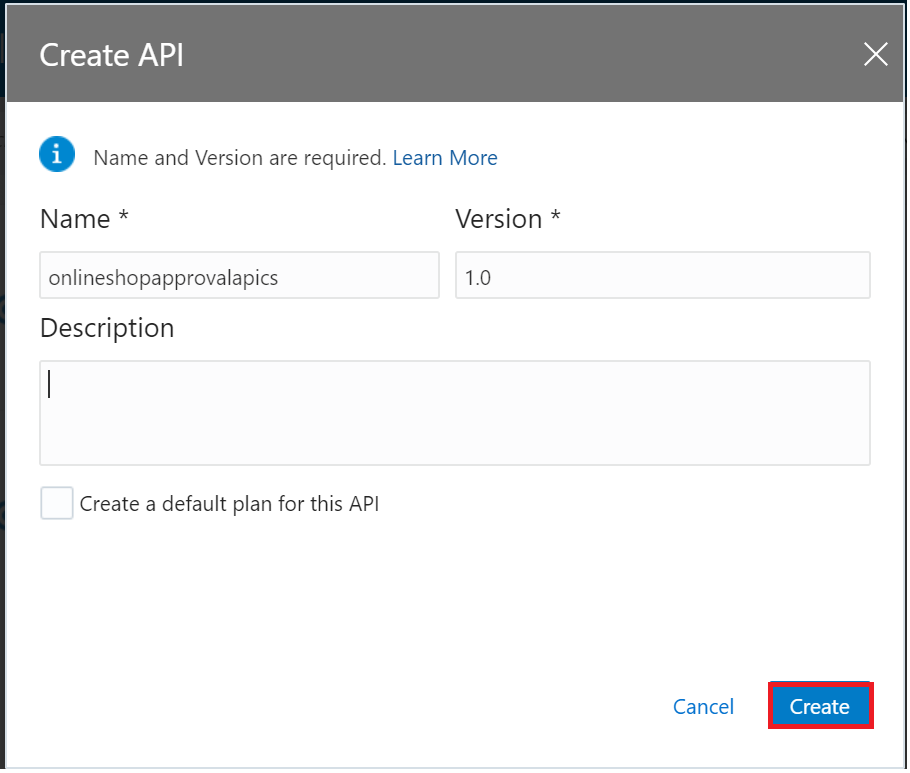 Create API
Name and Version are required. Learn More
Name * Version *
onlineshopapprovalapics 1.0
Description
Create a default plan for this API
Cancel Create